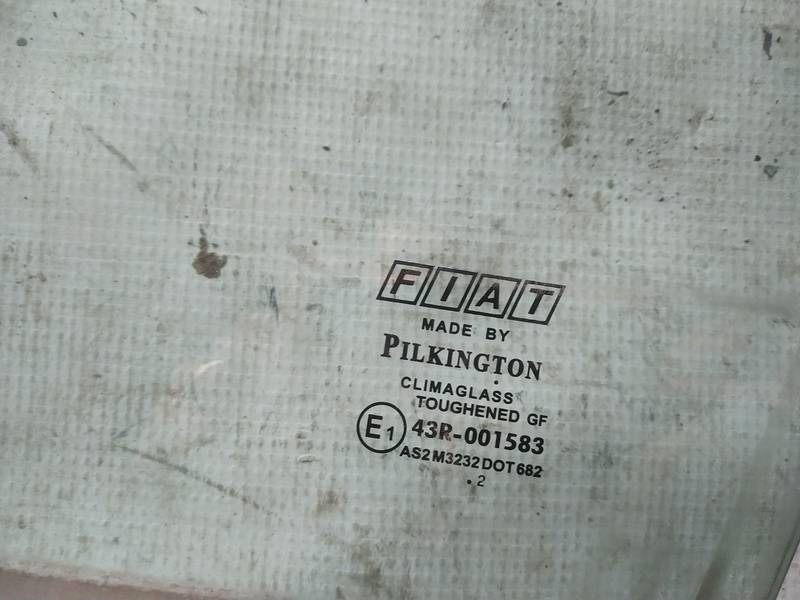 FIAT
MADE BY
PILKINGTON
CLIMAGLASS
TOUGHENED GF
E1 43R-001583
AS2 M3232 DOT 682
. 2